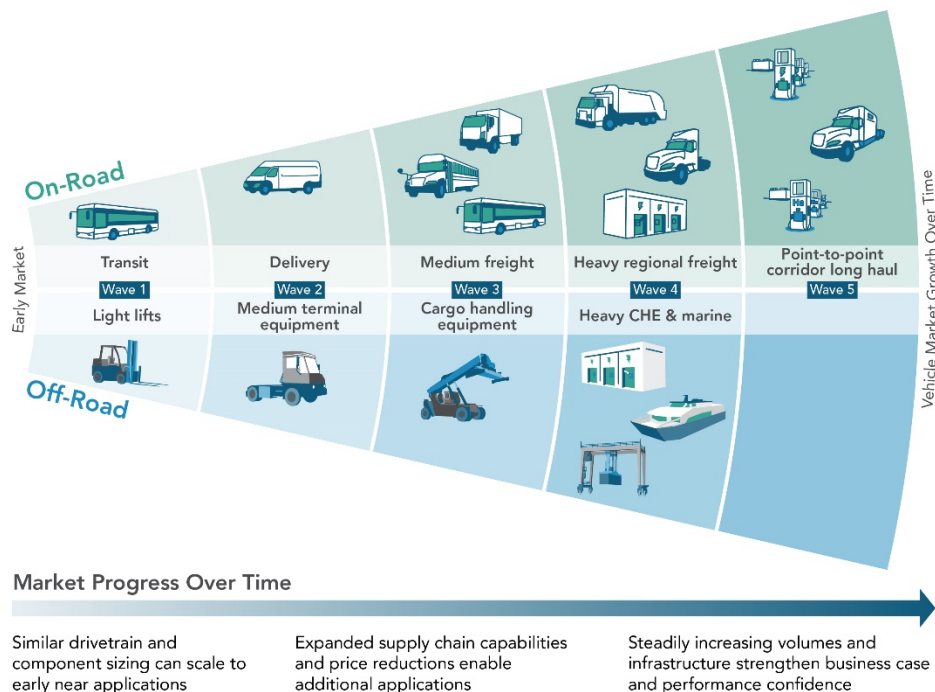 On-Road
Early Market
Transit
Delivery
Medium freight
Heavy regional freight
Point-to-point
corridor long haul
H₂
Wave 1
Wave 2
Wave 3
Wave 4
Wave 5
Light lifts
Medium terminal
equipment
Cargo handling
equipment
Heavy CHE & marine
Off-Road
Vehicle Market Growth Over Time
Market Progress Over Time
Similar drivetrain and
component sizing can scale to
early near applications
Expanded supply chain capabilities
and price reductions enable
additional applications
Steadily increasing volumes and
infrastructure strengthen business case
and performance confidence